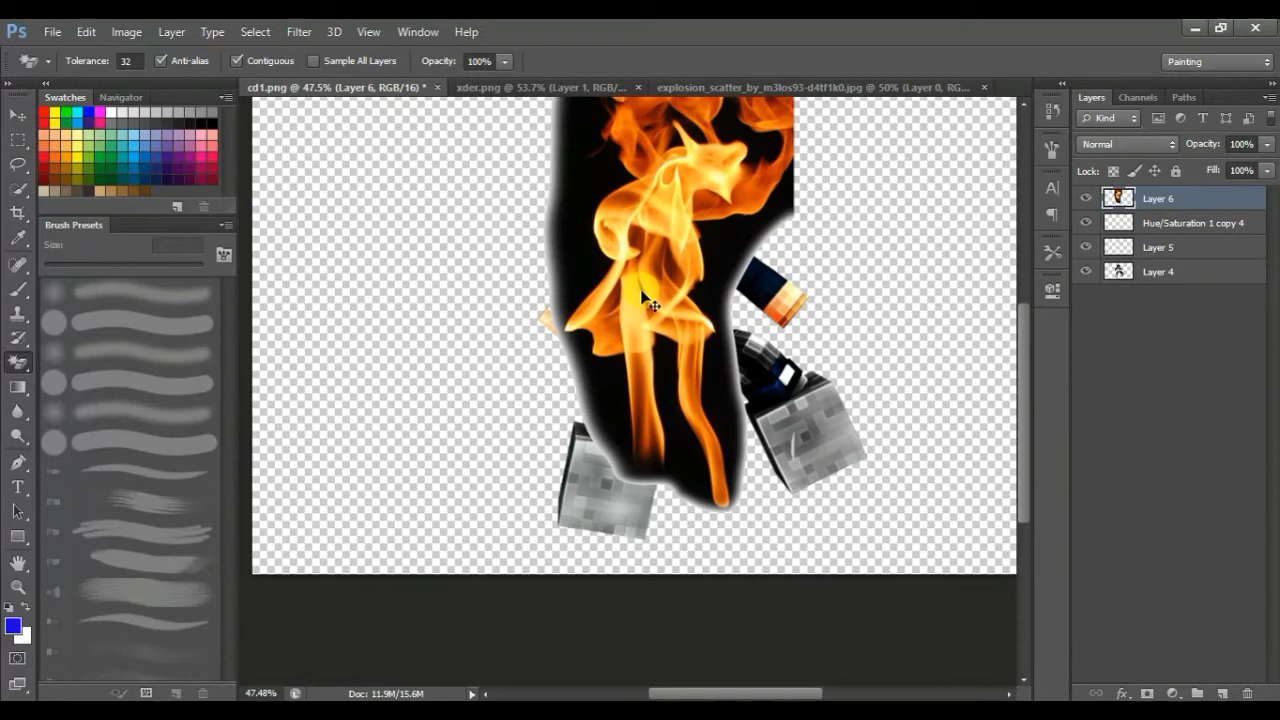 Ps File Edit Image Layer Type Select Filter 3D View Window Help
Tolerance: 32 Anti-alias Contiguous Sample All Layers Opacity: 100% Painting
cd1.png @ 47.5% (Layer 6, RGB/16) * × xder.png @ 53.7% (Layer 1, RGB/... × explosion_scatter_by_m3los93-d4tf1k0.jpg @ 50% (Layer 0, RG... ×
Swatches Navigator
Layers Channels Paths
Kind
Normal Opacity: 100%
Lock: Fill: 100%
Layer 6
Hue/Saturation 1 copy 4
Layer 5
Layer 4
Brush Presets
Size:
47.48% Doc: 11.9M/15.6M